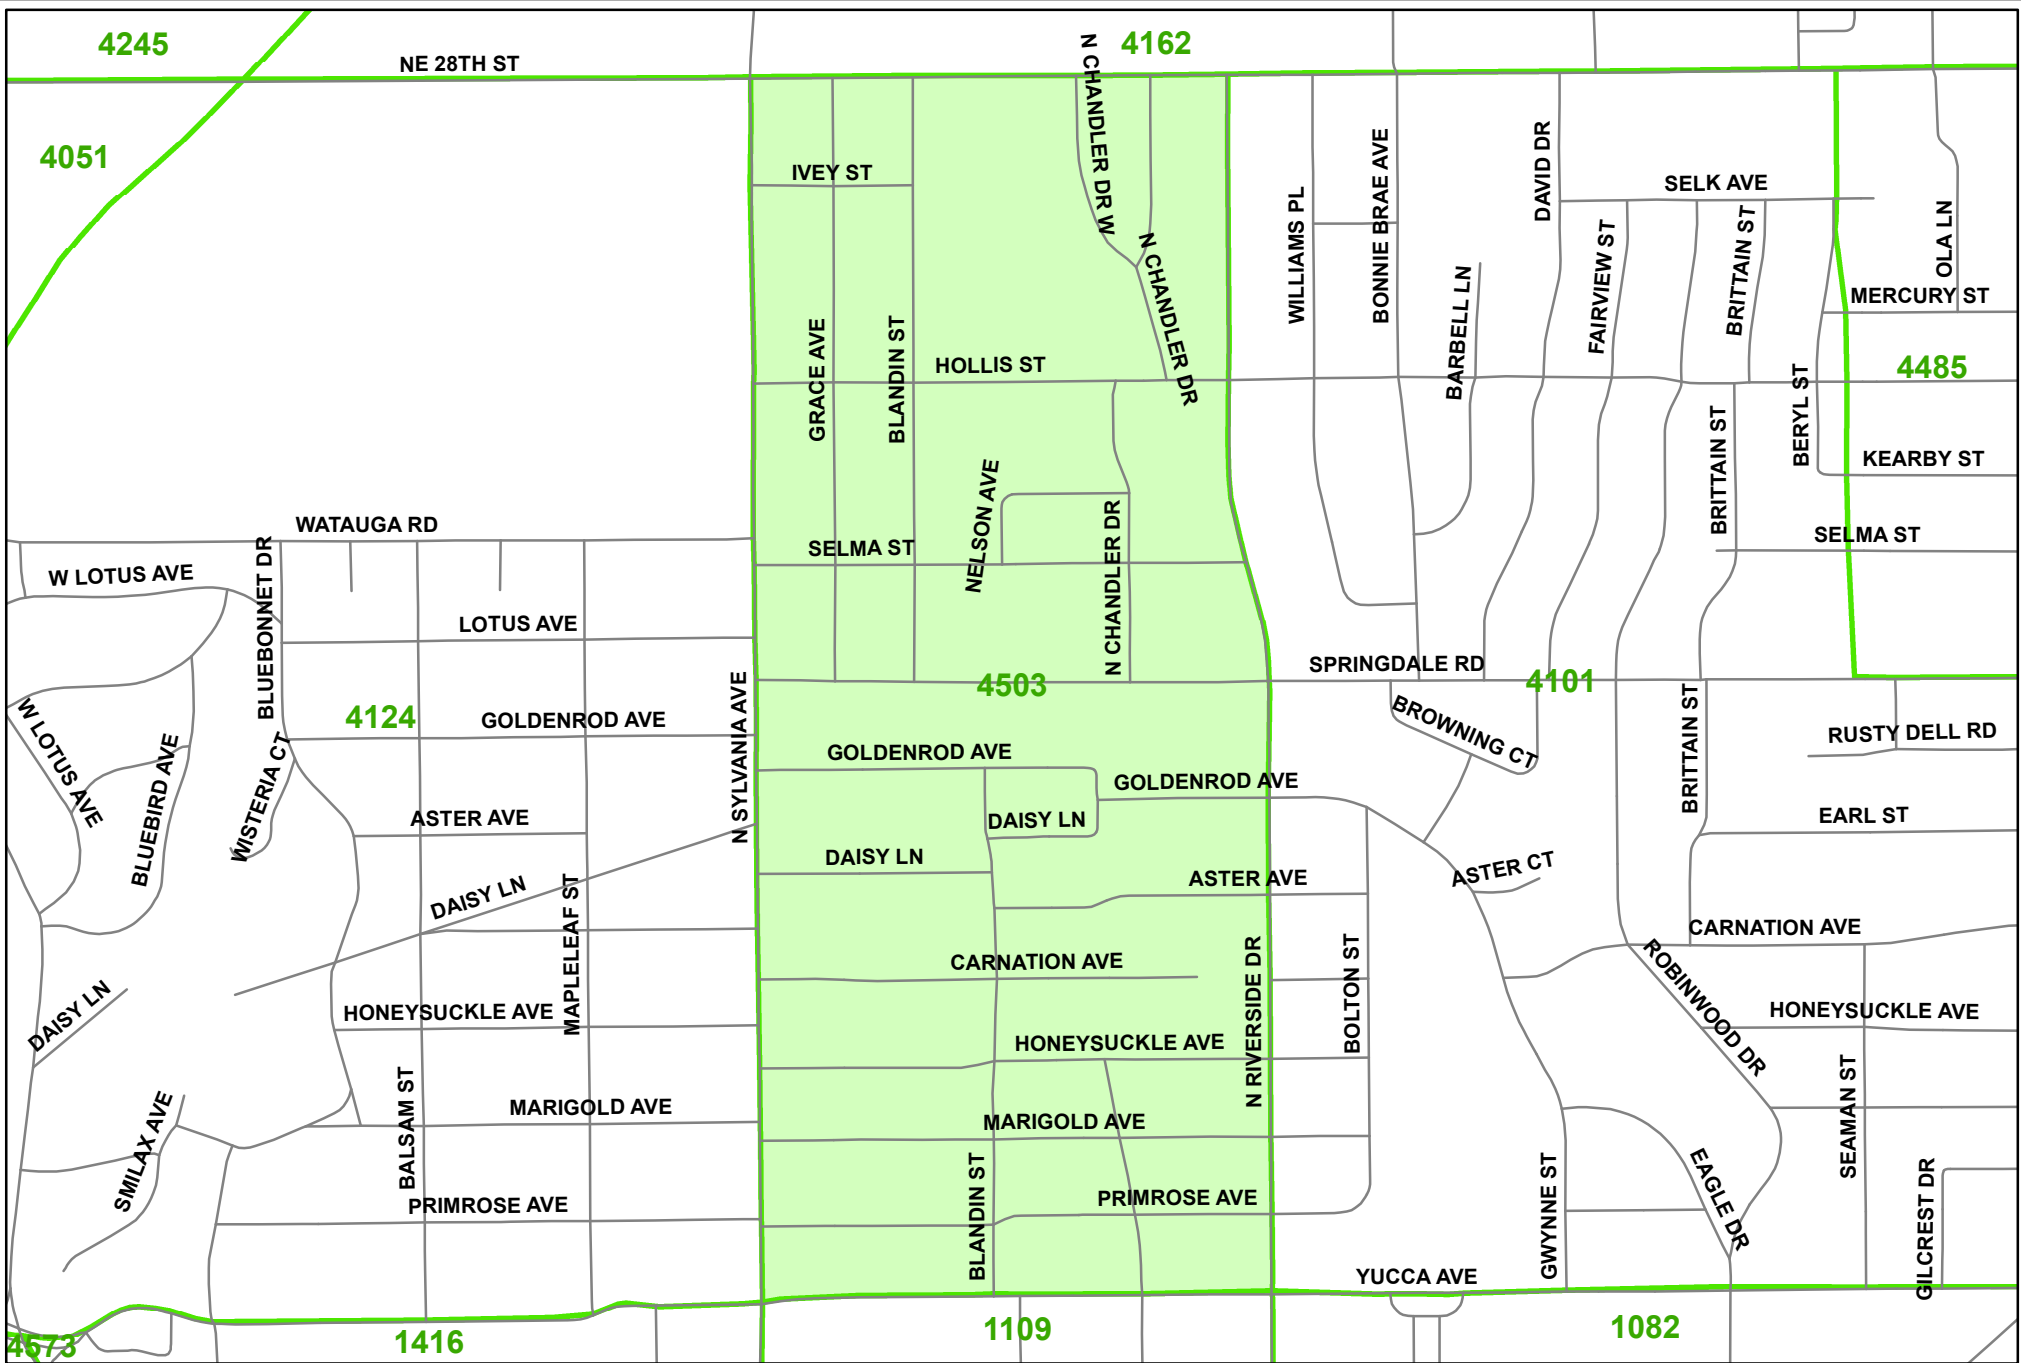 4245
NE 28TH ST
4162
N CHANDLER DR W
4051
IVEY ST
WILLIAMS PL
BONNIE BRAE AVE
DAVID DR
SELK AVE
FAIRVIEW ST
BRITTAIN ST
OLA LN
N CHANDLER DR
MERCURY ST
BARBELL LN
GRACE AVE
BLANDIN ST
HOLLIS ST
4485
BERYL ST
BRITTAIN ST
KEARBY ST
NELSON AVE
WATAUGA RD
SELMA ST
SELMA ST
W LOTUS AVE
BLUEBONNET DR
N CHANDLER DR
LOTUS AVE
SPRINGDALE RD
4503
4101
W LOTUS AVE
4124
GOLDENROD AVE
N SYLVANIA AVE
BROWNING CT
BRITTAIN ST
RUSTY DELL RD
BLUEBIRD AVE
WISTERIA CT
GOLDENROD AVE
GOLDENROD AVE
ASTER AVE
DAISY LN
EARL ST
DAISY LN
ASTER CT
DAISY LN
ASTER AVE
MAPLELEAF ST
CARNATION AVE
CARNATION AVE
N RIVERSIDE DR
BOLTON ST
ROBINWOOD DR
DAISY LN
HONEYSUCKLE AVE
HONEYSUCKLE AVE
HONEYSUCKLE AVE
SMILAX AVE
BALSAM ST
MARIGOLD AVE
MARIGOLD AVE
SEAMAN ST
BLANDIN ST
PRIMROSE AVE
PRIMROSE AVE
GWYNNE ST
EAGLE DR
GILCREST DR
YUCCA AVE
4573
1416
1109
1082